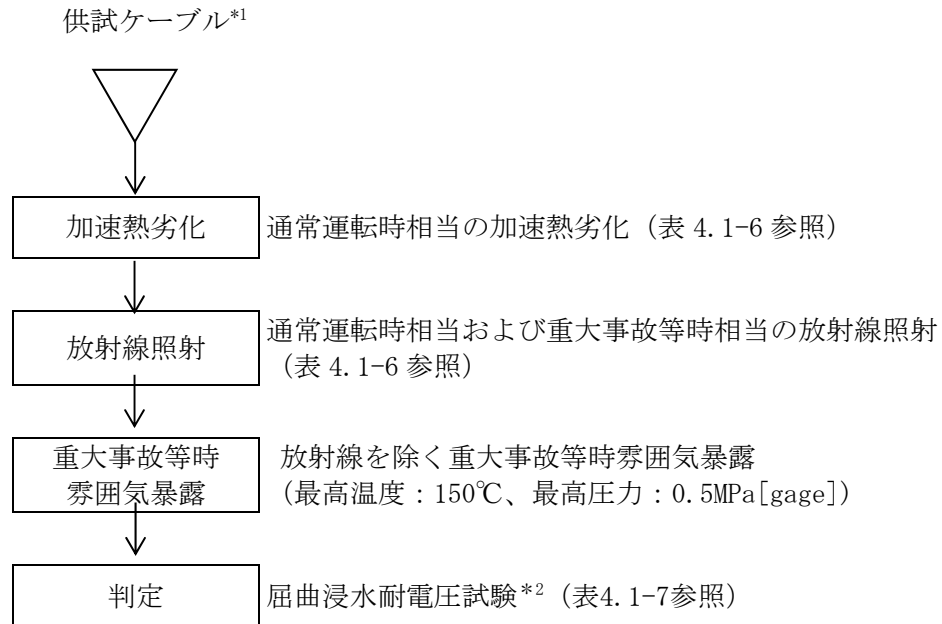 供試ケーブル*1
加速熱劣化
通常運転時相当の加速熱劣化（表 4.1-6 参照）
放射線照射
通常運転時相当および重大事故等時相当の放射線照射
（表 4.1-6 参照）
重大事故等時
雰囲気暴露
放射線を除く重大事故等時雰囲気暴露
(最高温度：150℃、最高圧力：0.5MPa[gage])
判定
屈曲浸水耐電圧試験*2（表4.1-7参照）